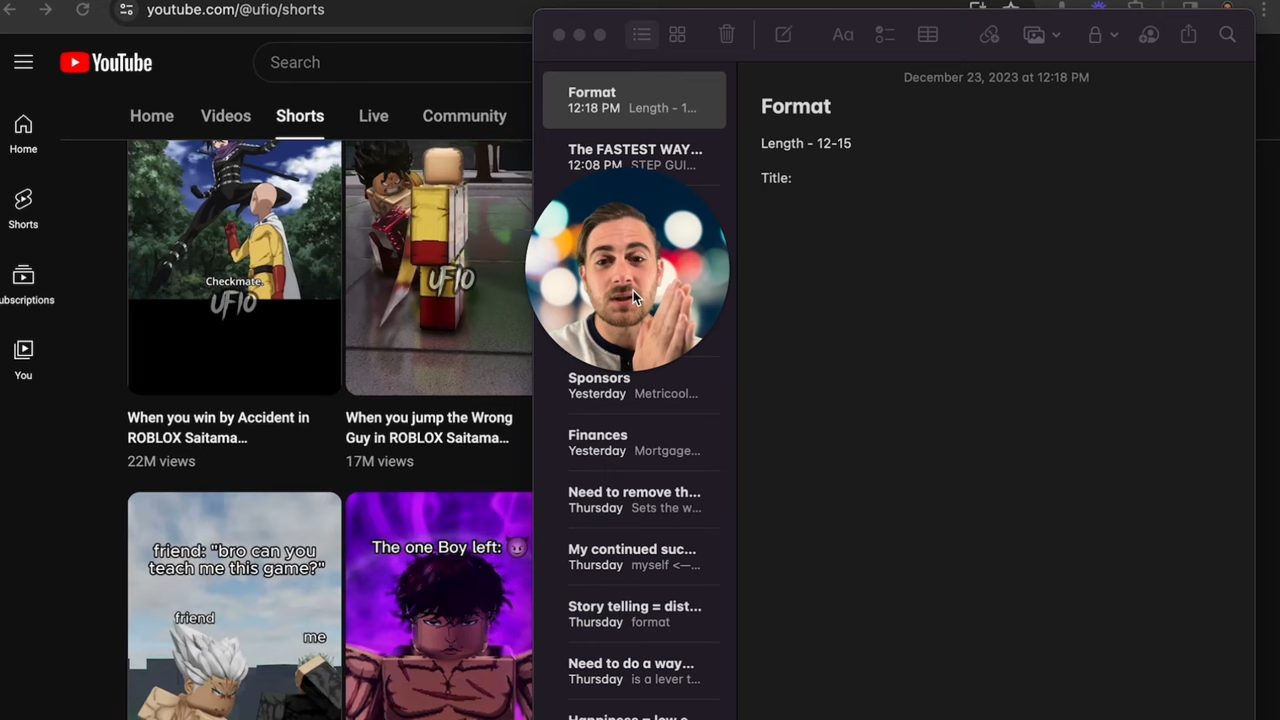 youtube.com/@ufio/shorts
YouTube
Search
Home
Videos
Shorts
Live
Community
Home
Shorts
ubscriptions
You
Checkmate.
UFIO
UFIO
When you win by Accident in
ROBLOX Saitama...
22M views
When you jump the Wrong
Guy in ROBLOX Saitama...
17M views
friend: "bro can you
teach me this game?"
friend
me
The one Boy left:
Aa
Format
12:18 PM Length - 1...
The FASTEST WAY...
12:08 PM STEP GUI...
Sponsors
Yesterday Metricool...
Finances
Yesterday Mortgage...
Need to remove th...
Thursday Sets the w...
My continued suc...
Thursday myself <—...
Story telling = dist...
Thursday format
Need to do a way...
Thursday is a lever t...
December 23, 2023 at 12:18 PM
Format
Length - 12-15
Title: